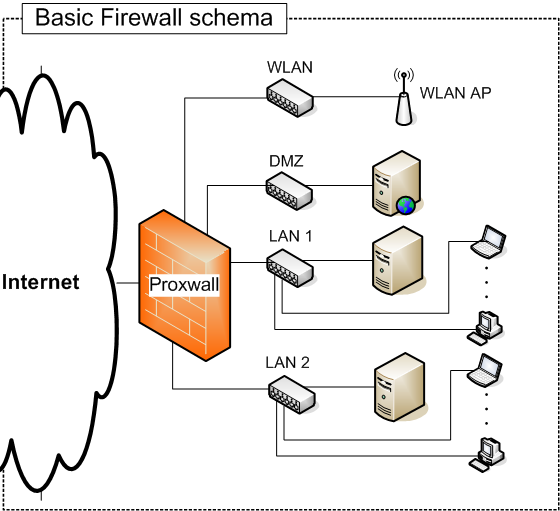 Basic Firewall schema
WLAN
WLAN AP
DMZ
LAN 1
Internet
Proxwall
LAN 2